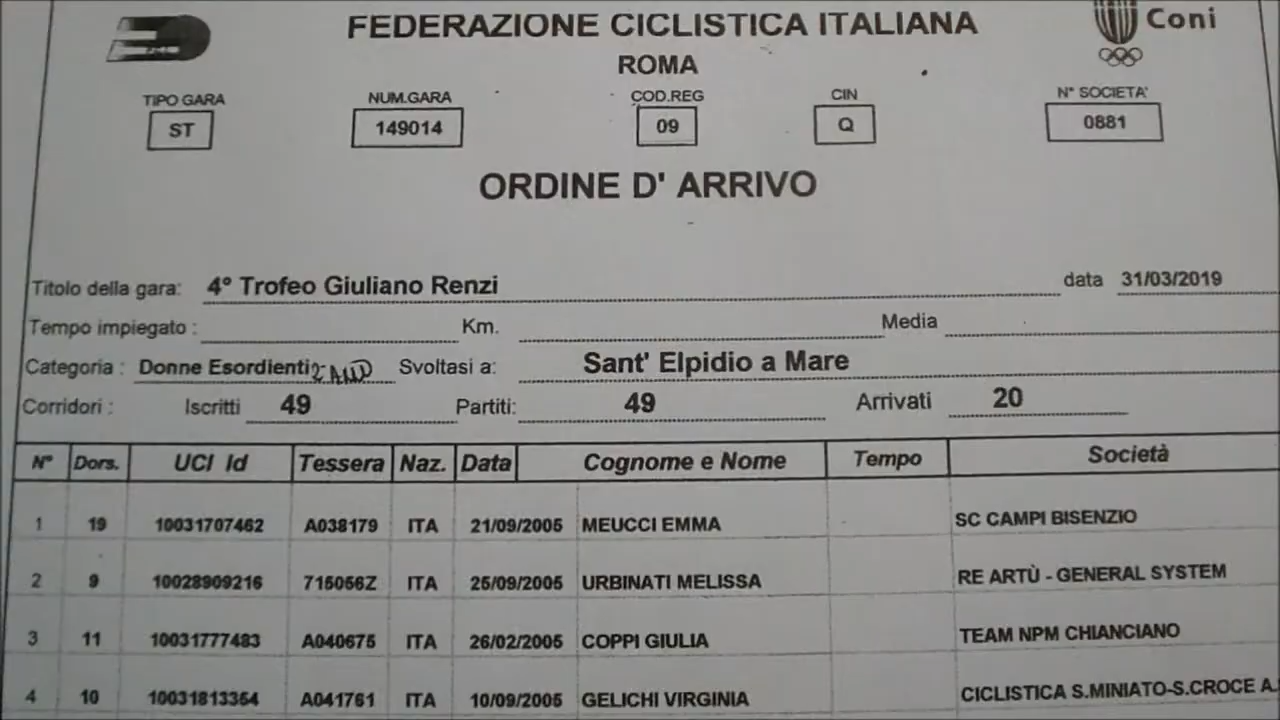 FEDERAZIONE CICLISTICA ITALIANA
Coni
ROMA
TIPO GARA NUM.GARA COD.REG CIN N° SOCIETA'
ST 149014 09 Q 0881
ORDINE D' ARRIVO
Titolo della gara: 4° Trofeo Giuliano Renzi data 31/03/2019
Tempo impiegato : Km. Media
Categoria : Donne Esordienti 2° Svoltasi a: Sant' Elpidio a Mare
Corridori : Iscritti 49 Partiti: 49 Arrivati 20
N° Dors. UCI Id Tessera Naz. Data Cognome e Nome Tempo Società
1 19 10031707462 A038179 ITA 21/09/2005 MEUCCI EMMA SC CAMPI BISENZIO
2 9 10028909216 715056Z ITA 25/09/2005 URBINATI MELISSA RE ARTÙ - GENERAL SYSTEM
3 11 10031777483 A040675 ITA 26/02/2005 COPPI GIULIA TEAM NPM CHIANCIANO
4 10 10031813354 A041761 ITA 10/09/2005 GELICHI VIRGINIA CICLISTICA S.MINIATO-S.CROCE A.